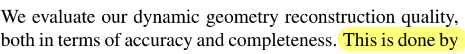 We evaluate our dynamic geometry reconstruction quality,
both in terms of accuracy and completeness. This is done by